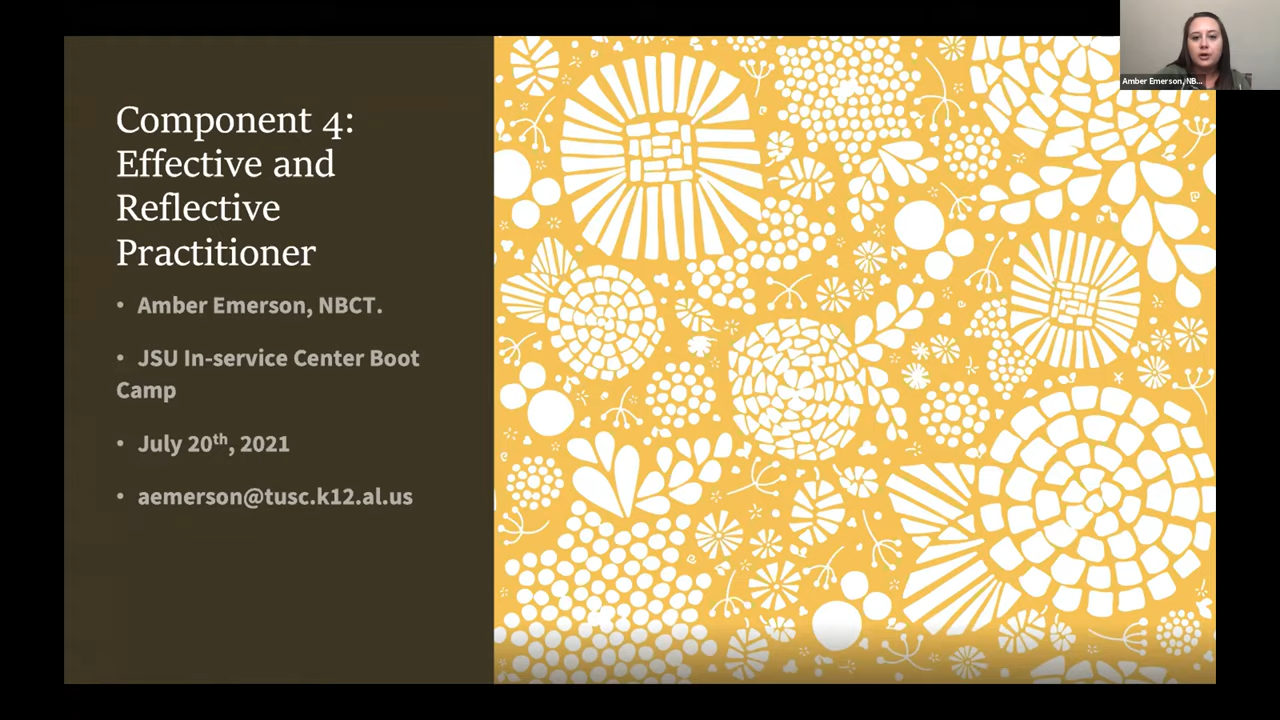 Component 4:
Effective and
Reflective
Practitioner
• Amber Emerson, NBCT.
• JSU In-service Center Boot
Camp
• July 20th, 2021
• aemerson@tusc.k12.al.us
Amber Emerson, NB...